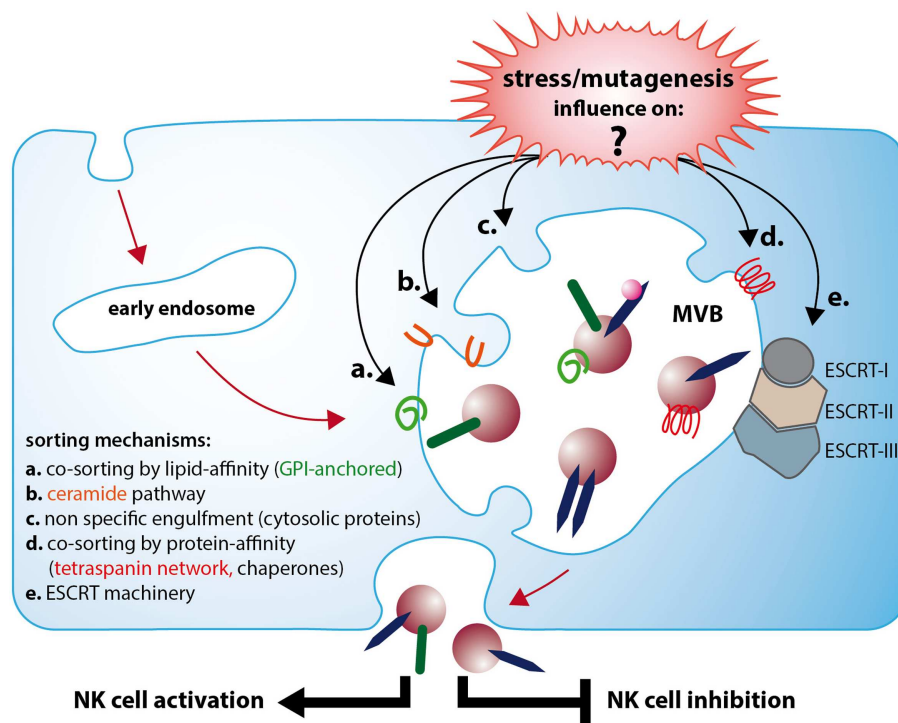 stress/mutagenesis
influence on:
?
c.
d.
b.
e.
early endosome
MVB
a.
ESCRT-I
ESCRT-II
ESCRT-III
sorting mechanisms:
a. co-sorting by lipid-affinity (GPI-anchored)
b. ceramide pathway
c. non specific engulfment (cytosolic proteins)
d. co-sorting by protein-affinity
(tetraspanin network, chaperones)
e. ESCRT machinery
NK cell activation
NK cell inhibition